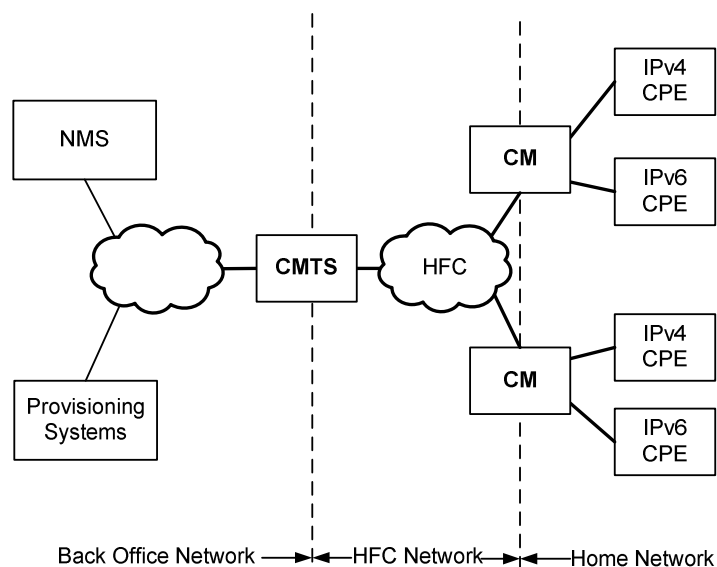 IPv4
CPE
NMS
CM
IPv6
CPE
CMTS
HFC
IPv4
CPE
CM
Provisioning
Systems
IPv6
CPE
Back Office Network
HFC Network
Home Network